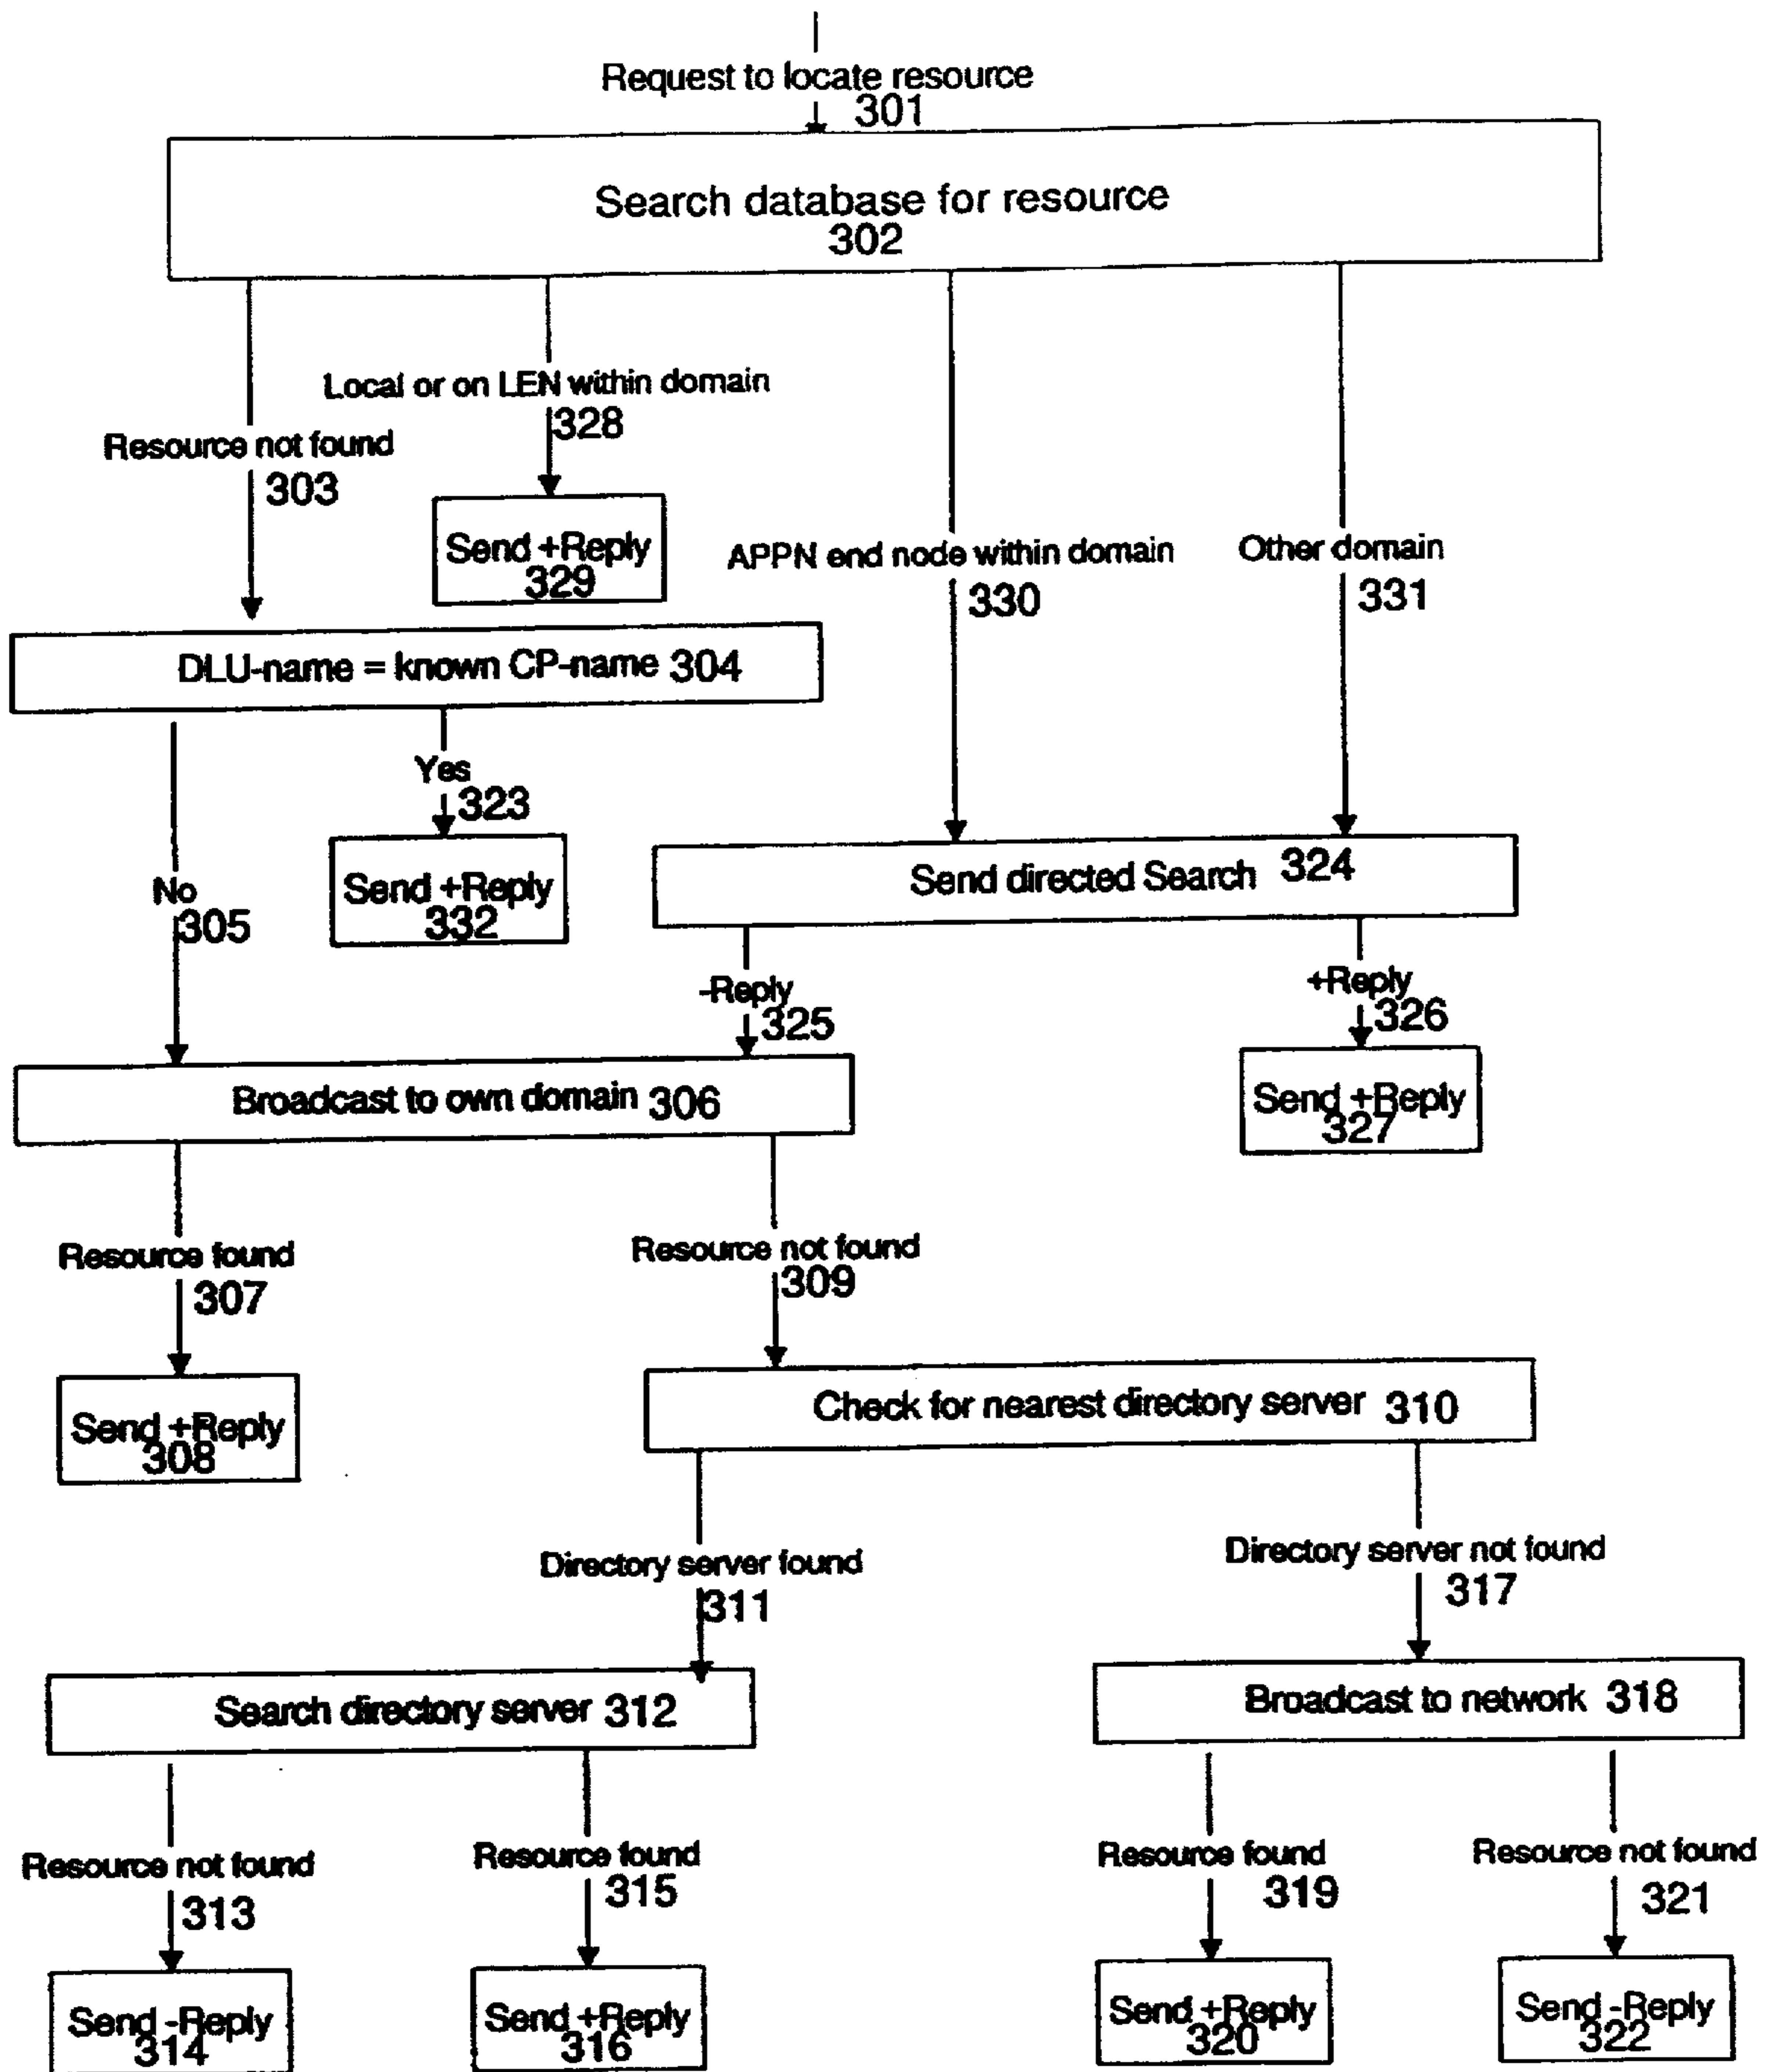 Request to locate resource
301
Search database for resource
302
Local or on LEN within domain
328
Resource not found
303
Send +Reply
329
APPN end node within domain
330
Other domain
331
DLU-name = known CP-name 304
Yes
323
No
305
Send +Reply
332
Send directed Search 324
-Reply
325
+Reply
326
Broadcast to own domain 306
Send +Reply
327
Resource found
307
Resource not found
309
Send +Reply
308
Check for nearest directory server 310
Directory server found
311
Directory server not found
317
Search directory server 312
Broadcast to network 318
Resource not found
313
Resource found
315
Resource found
319
Resource not found
321
Send -Reply
314
Send +Reply
316
Send +Reply
320
Send -Reply
322